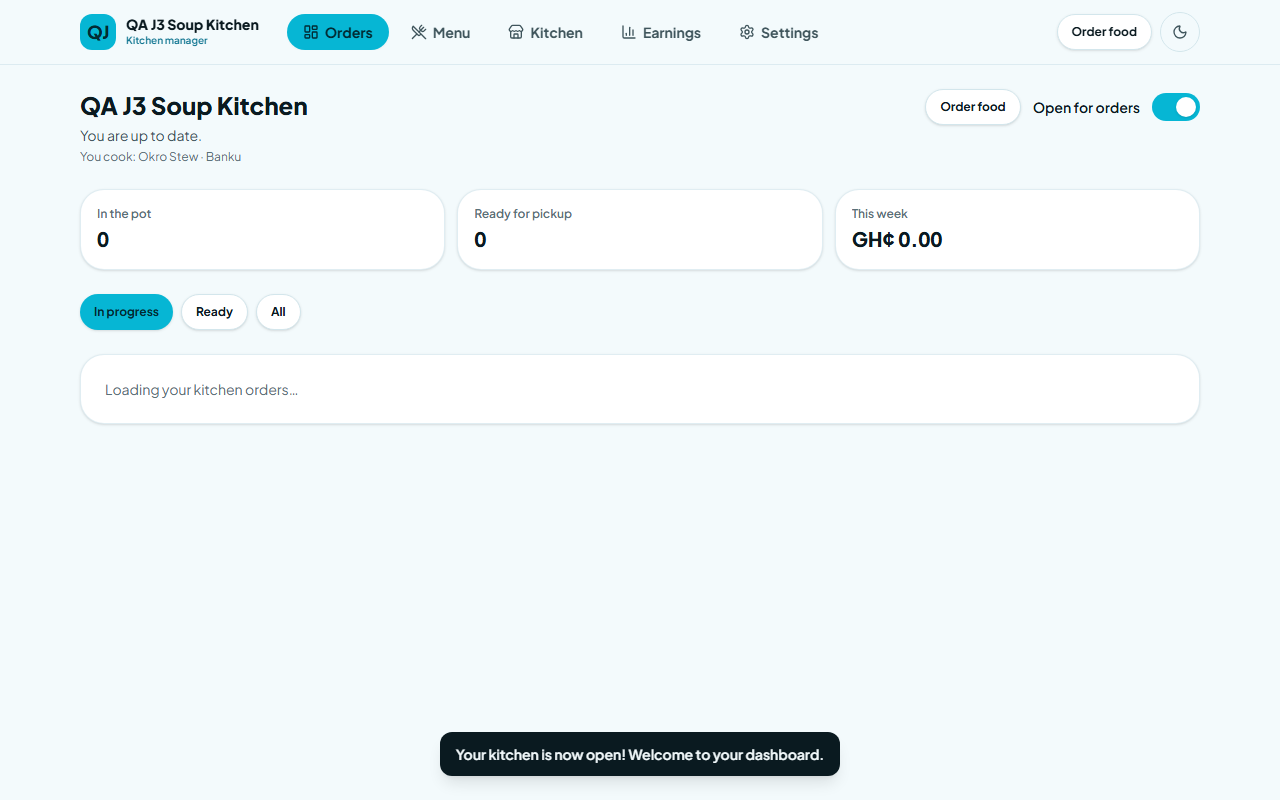 QJ
QA J3 Soup Kitchen
Kitchen manager
Orders
Menu
Kitchen
Earnings
Settings
Order food
QA J3 Soup Kitchen
You are up to date.
You cook: Okro Stew · Banku
Order food
Open for orders
In the pot
0
Ready for pickup
0
This week
GH¢ 0.00
In progress
Ready
All
Loading your kitchen orders…
Your kitchen is now open! Welcome to your dashboard.